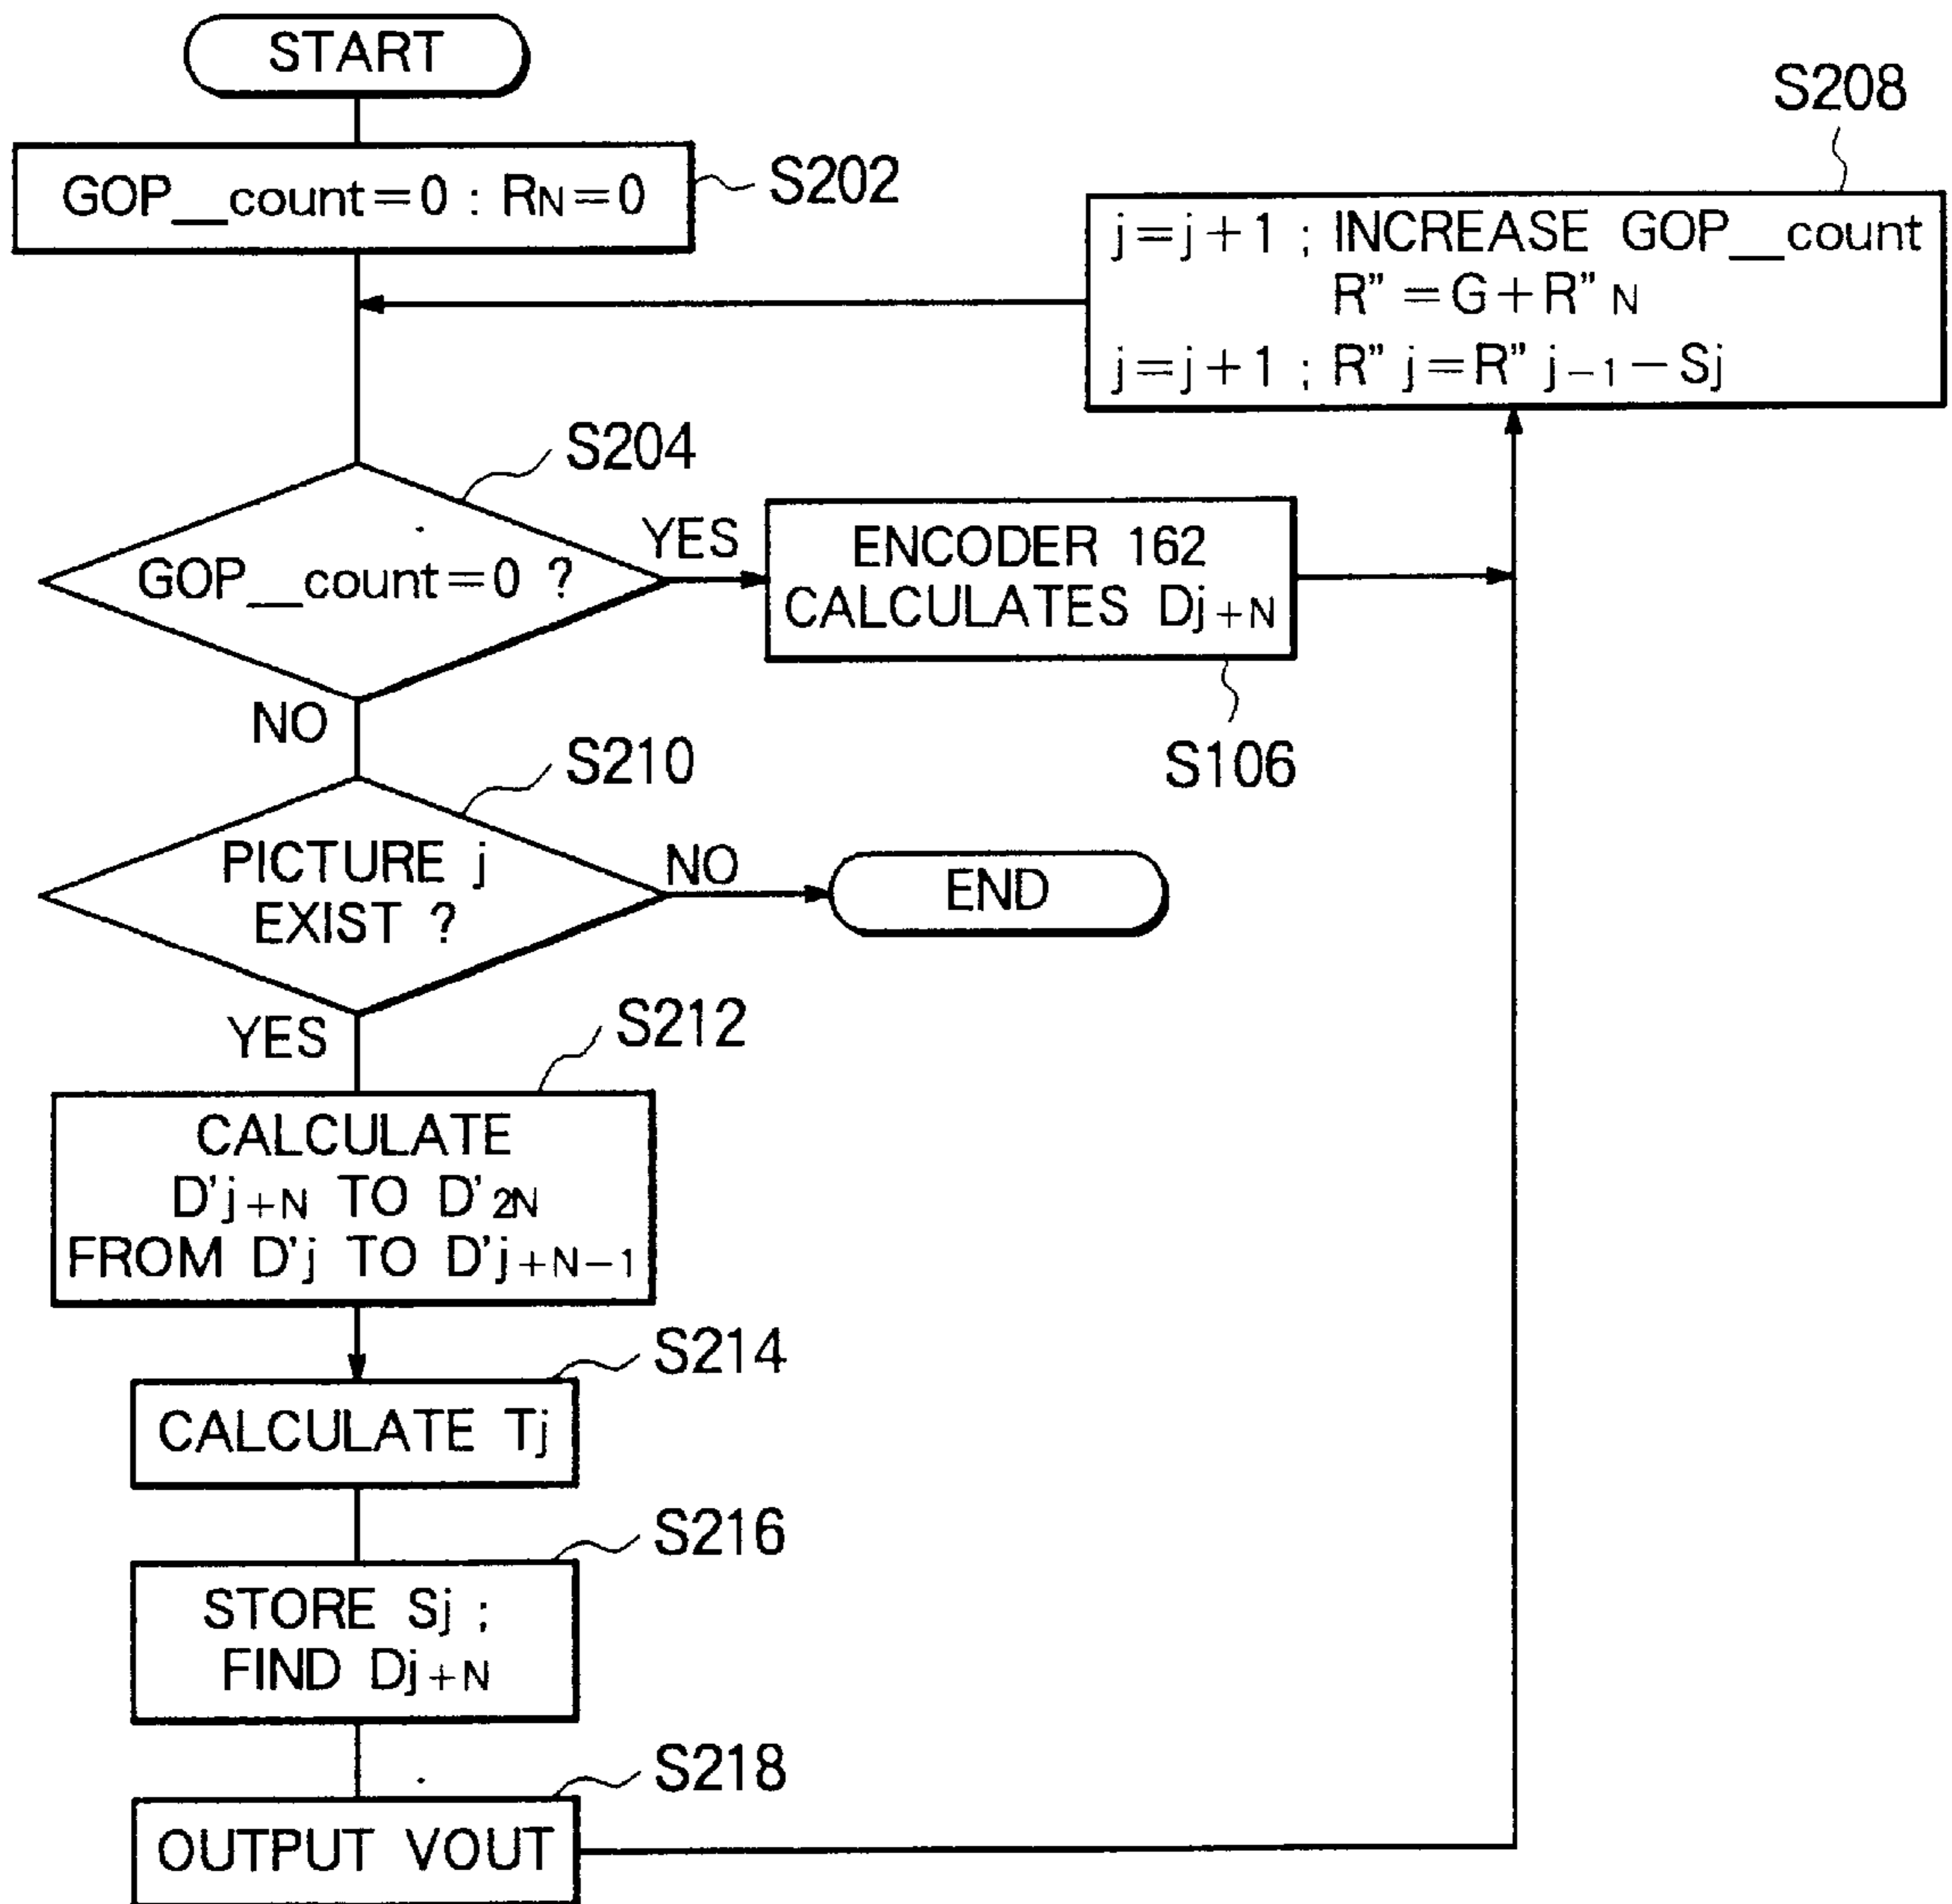 START
GOP__count=0 : RN=0
S202
S208
j=j+1 ; INCREASE GOP__count
R"=G+R"N
j=j+1 ; R"j=R"j-1-Sj
S204
GOP__count=0 ?
YES
ENCODER 162
CALCULATES Dj+N
S106
NO
S210
PICTURE j
EXIST ?
NO
END
YES
S212
CALCULATE
D'j+N TO D'2N
FROM D'j TO D'j+N-1
S214
CALCULATE Tj
S216
STORE Sj ;
FIND Dj+N
S218
OUTPUT VOUT